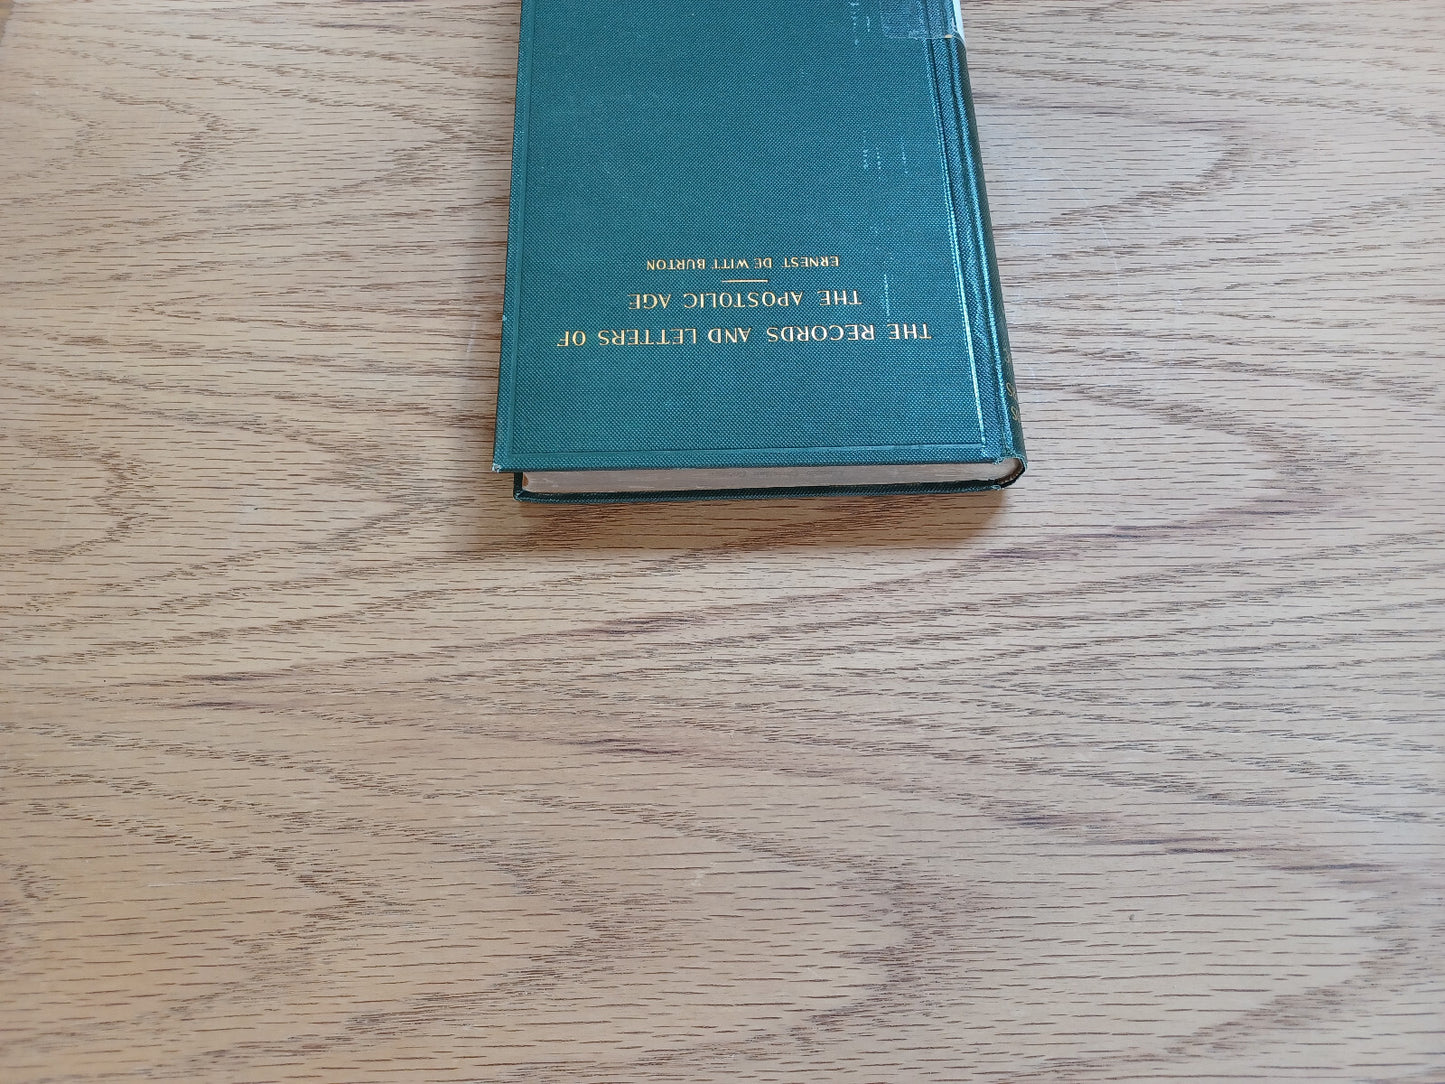 THE RECORDS AND LETTERS OF
THE APOSTOLIC AGE
ERNEST DE WITT BURTON